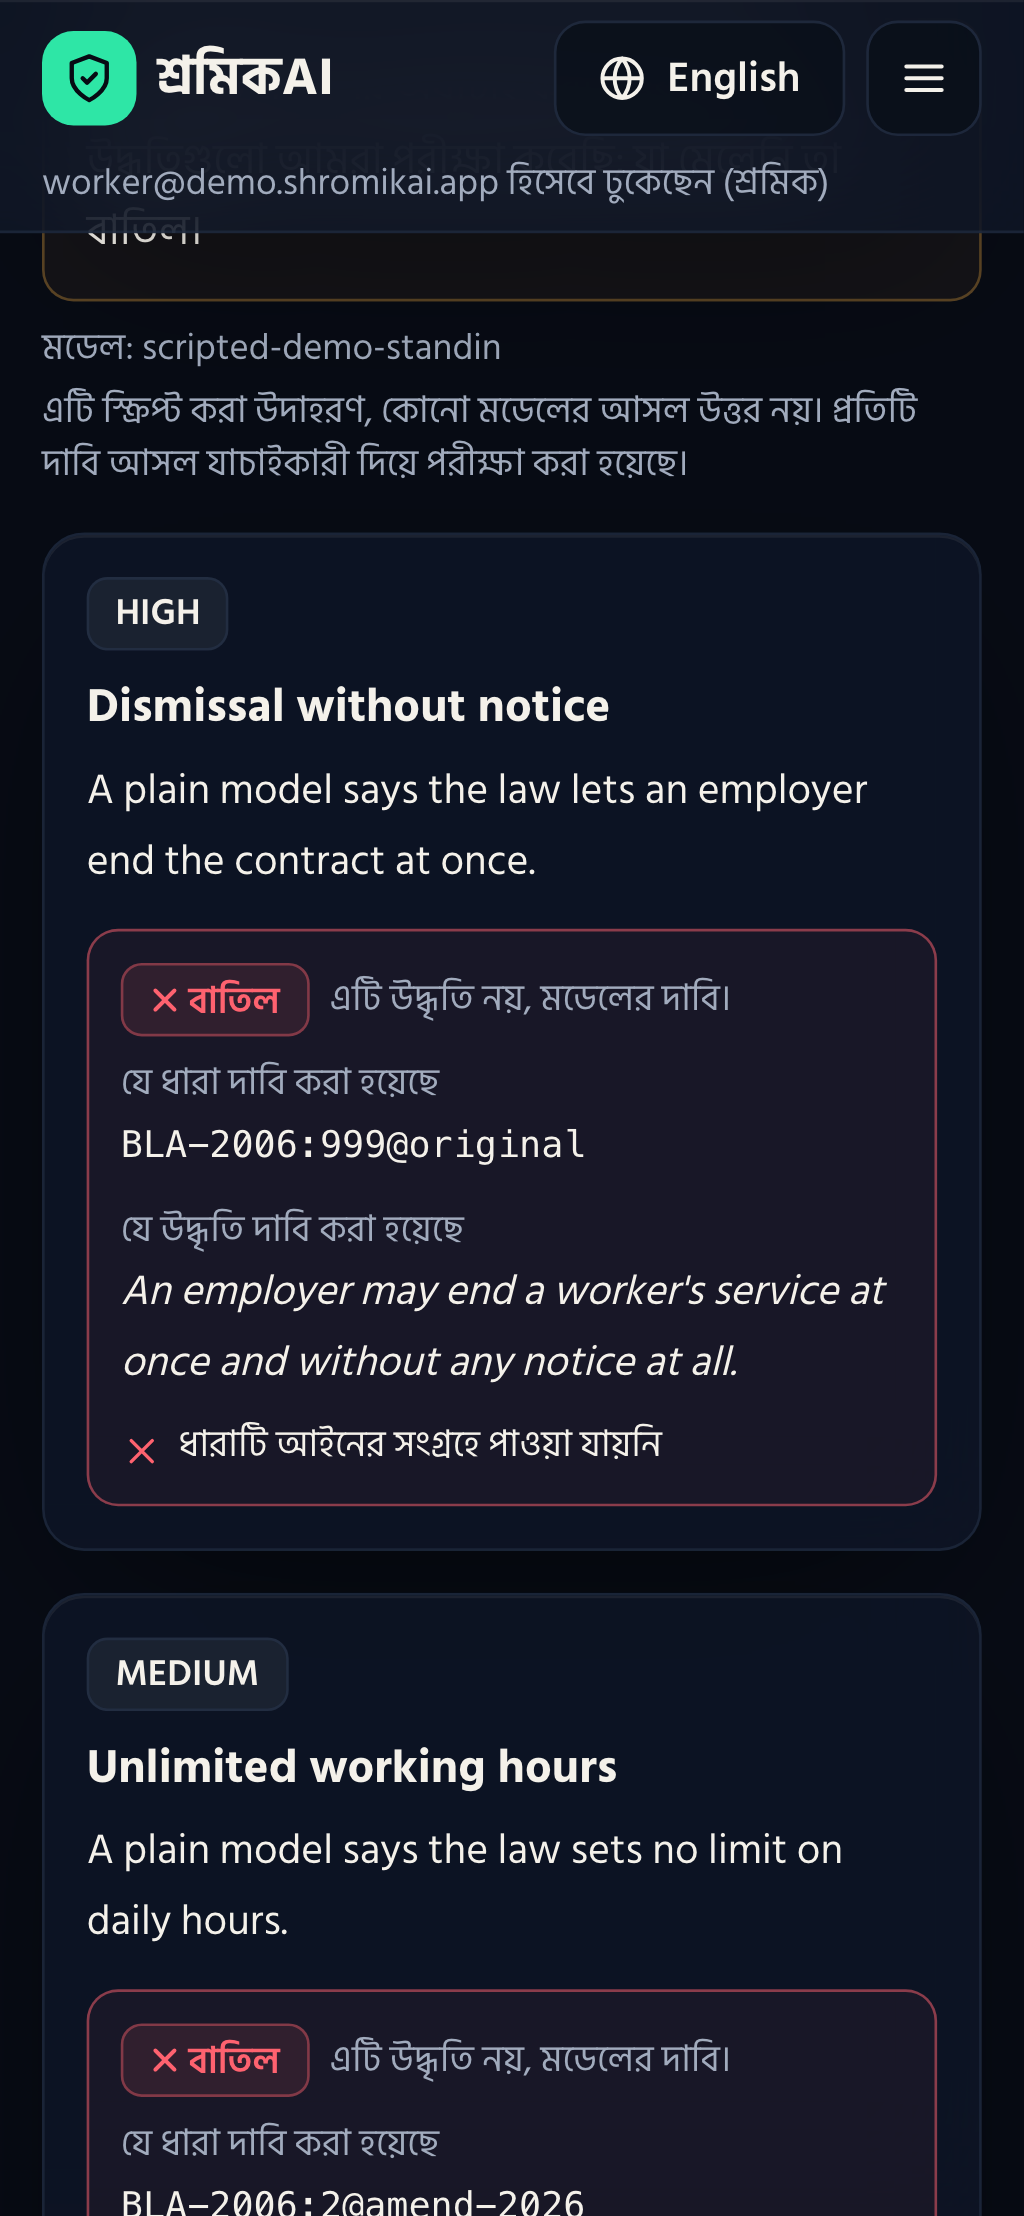 শ্রমিকAI
English
উদ্ধৃতিগুলো আমরা পরীক্ষা করেছি; যা মেলেনি তা
worker@demo.shromikai.app হিসেবে ঢুকেছেন (শ্রমিক)
বাতিল।
মডেল: scripted-demo-standin
এটি স্ক্রিপ্ট করা উদাহরণ, কোনো মডেলের আসল উত্তর নয়। প্রতিটি
দাবি আসল যাচাইকারী দিয়ে পরীক্ষা করা হয়েছে।
HIGH
Dismissal without notice
A plain model says the law lets an employer
end the contract at once.
× বাতিল এটি উদ্ধৃতি নয়, মডেলের দাবি।
যে ধারা দাবি করা হয়েছে
BLA-2006:999@original
যে উদ্ধৃতি দাবি করা হয়েছে
An employer may end a worker's service at
once and without any notice at all.
× ধারাটি আইনের সংগ্রহে পাওয়া যায়নি
MEDIUM
Unlimited working hours
A plain model says the law sets no limit on
daily hours.
× বাতিল এটি উদ্ধৃতি নয়, মডেলের দাবি।
যে ধারা দাবি করা হয়েছে
BLA-2006:2@amend-2026